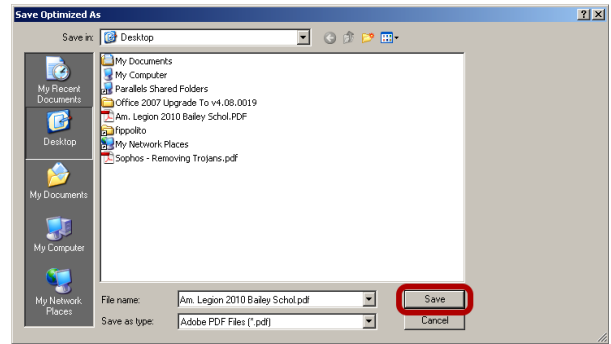 Save Optimized As
Save in:
Desktop
My Recent
Documents
Desktop
My Documents
My Computer
My Network
Places
My Documents
My Computer
Parallels Shared Folders
Office 2007 Upgrade To v4.08.0019
Am. Legion 2010 Bailey Schol.PDF
fippolito
My Network Places
Sophos - Removing Trojans.pdf
File name:
Am. Legion 2010 Bailey Schol.pdf
Save
Save as type:
Adobe PDF Files (*.pdf)
Cancel